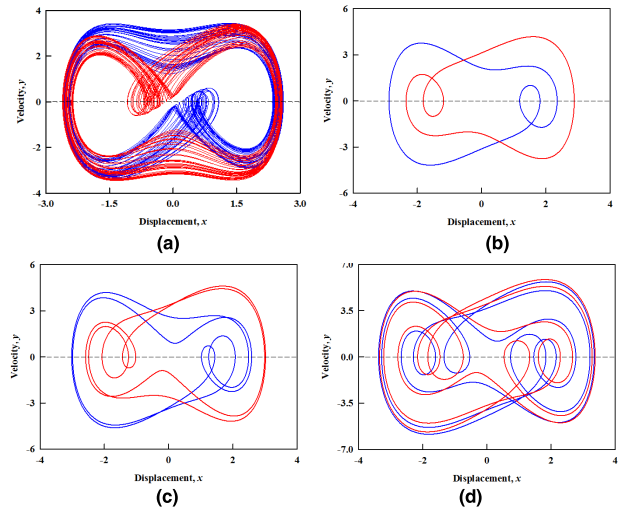 4
2
0
-2
-4
Velocity, y
-3.0 -1.5 0.0 1.5 3.0
Displacement, x
(a)
6
3
0
-3
-6
Velocity, y
-4 -2 0 2 4
Displacement, x
(b)
6
3
0
-3
-6
Velocity, y
-4 -2 0 2 4
Displacement, x
(c)
7.0
3.5
0.0
-3.5
-7.0
Velocity, y
-4 -2 0 2 4
Displacement, x
(d)